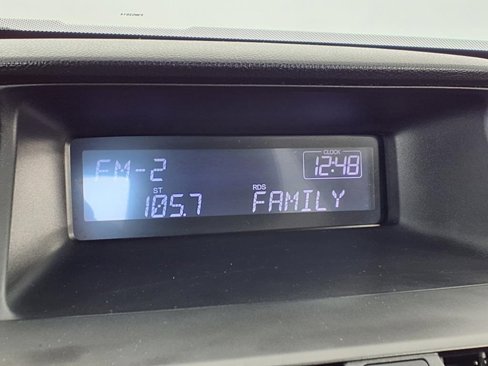 CLOCK
FM-2 12:48
ST RDS
105.7 FAMILY